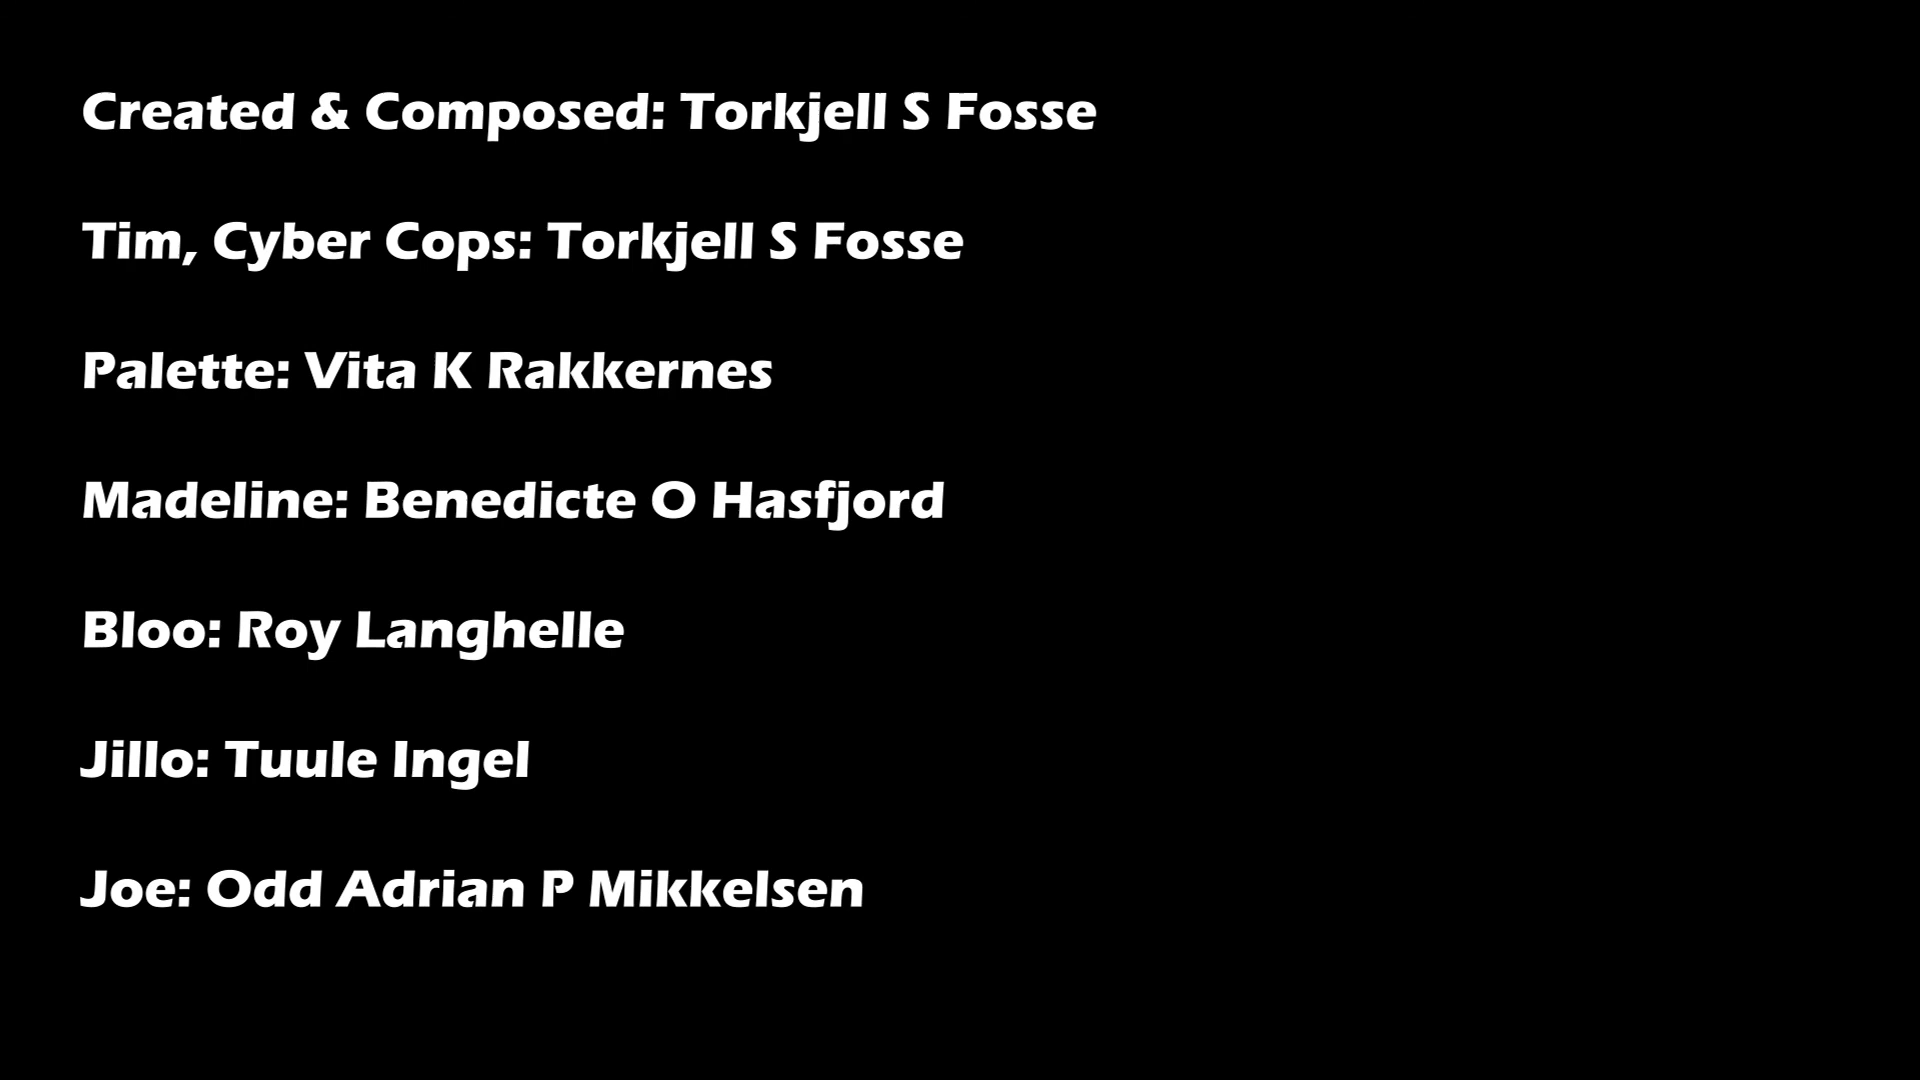 Created & Composed: Torkjell S Fosse
Tim, Cyber Cops: Torkjell S Fosse
Palette: Vita K Rakkernes
Madeline: Benedicte O Hasfjord
Bloo: Roy Langhelle
Jillo: Tuule Ingel
Joe: Odd Adrian P Mikkelsen